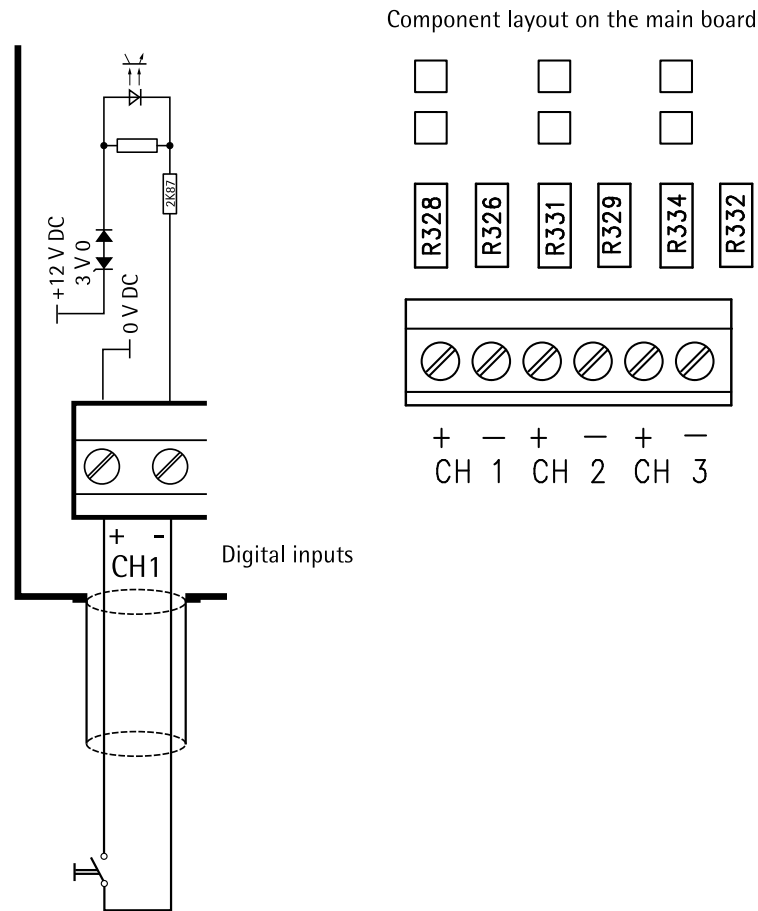 Component layout on the main board
R328 R326 R331 R329 R334 R332
2K87
+12 V DC
3 V 0
0 V DC
+ - + - + -
CH 1 CH 2 CH 3
+ -
CH1
Digital inputs